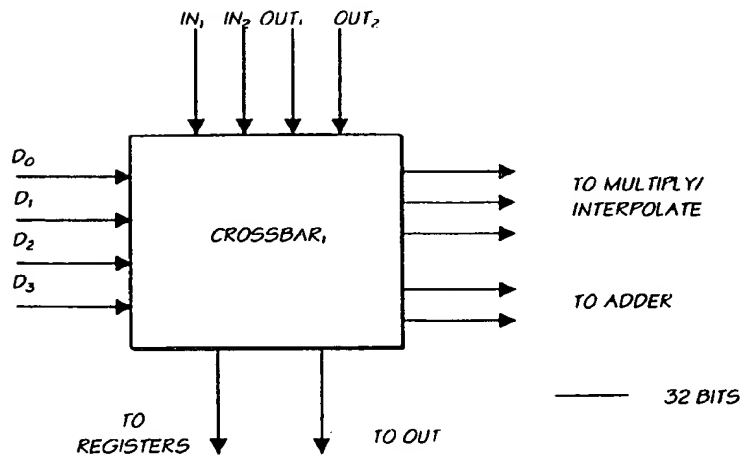 IN₁ IN₂ OUT₁ OUT₂
D₀
D₁
D₂
D₃
CROSSBAR₁
TO MULTIPLY/
INTERPOLATE
TO ADDER
32 BITS
TO
REGISTERS
TO OUT